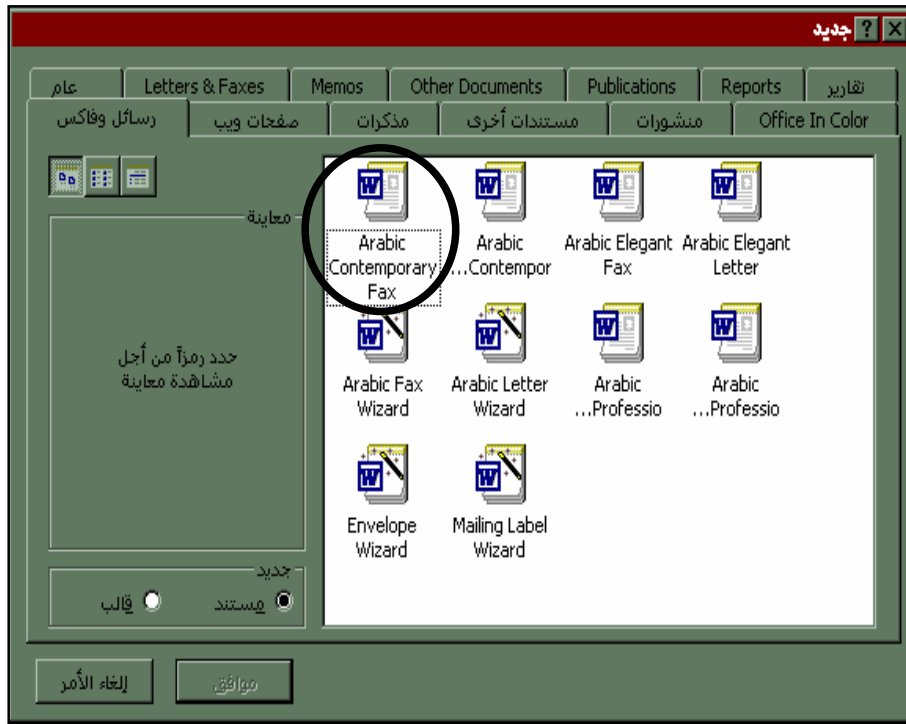 جديد
عام
Letters & Faxes
Memos
Other Documents
Publications
Reports
تقارير
رسائل وفاكس
صفحات ويب
مذكرات
مستندات أخرى
منشورات
Office In Color
معاينة
حدد رمزآ من أجل
مشاهدة معاينة
Arabic
Contemporary
Fax
Arabic
...Contempor
Arabic Elegant
Fax
Arabic Elegant
Letter
Arabic Fax
Wizard
Arabic Letter
Wizard
Arabic
...Professio
Arabic
...Professio
Envelope
Wizard
Mailing Label
Wizard
جديد
مستند
قالب
موافق
إلغاء الأمر